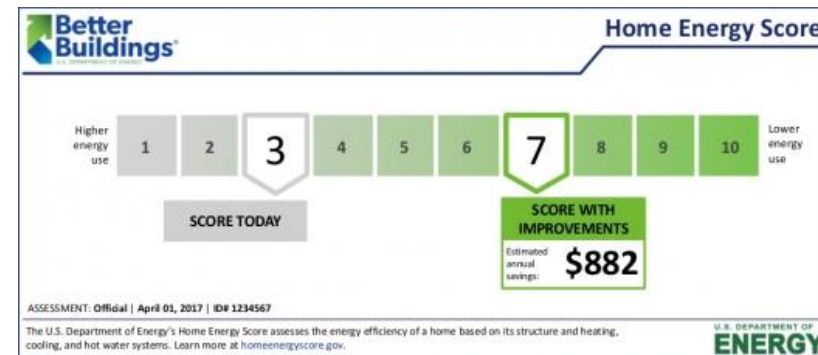 Better
Buildings®
U.S. DEPARTMENT OF ENERGY
Home Energy Score
Higher
energy
use
1 2 3 4 5 6 7 8 9 10
Lower
energy
use
SCORE TODAY
SCORE WITH
IMPROVEMENTS
Estimated
annual
savings:
$882
ASSESSMENT: Official | April 01, 2017 | ID# 1234567
The U.S. Department of Energy's Home Energy Score assesses the energy efficiency of a home based on its structure and heating,
cooling, and hot water systems. Learn more at homeenergyscore.gov.
U.S. DEPARTMENT OF
ENERGY